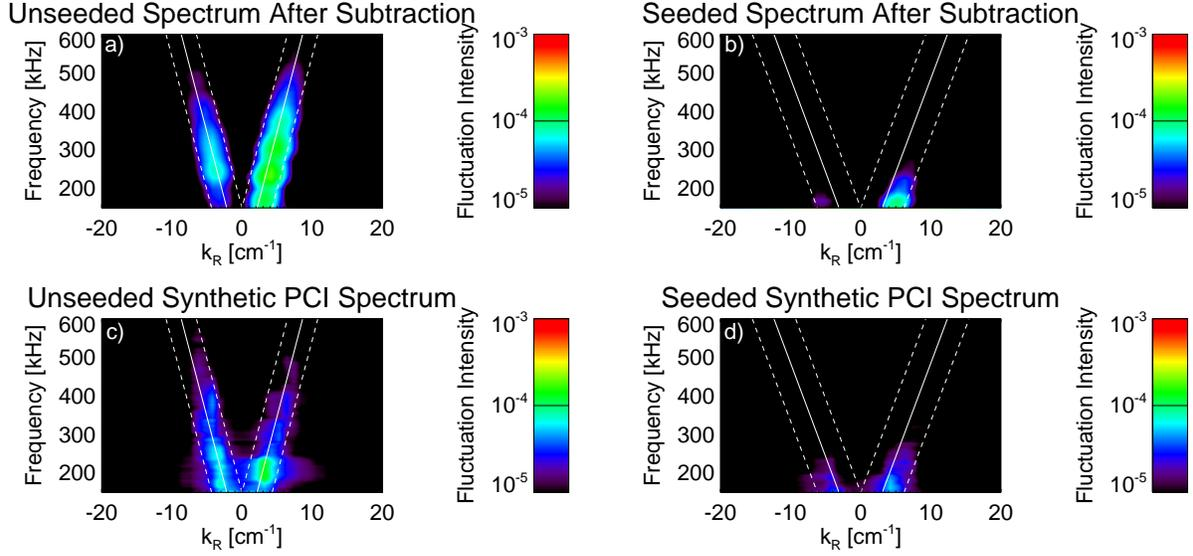 Unseeded Spectrum After Subtraction
a)
600
500
400
300
200
Frequency [kHz]
-20 -10 0 10 20
k_R [cm^-1]
Fluctuation Intensity
10^-3
10^-4
10^-5
Seeded Spectrum After Subtraction
b)
600
500
400
300
200
Frequency [kHz]
-20 -10 0 10 20
k_R [cm^-1]
Fluctuation Intensity
10^-3
10^-4
10^-5
Unseeded Synthetic PCI Spectrum
c)
600
500
400
300
200
Frequency [kHz]
-20 -10 0 10 20
k_R [cm^-1]
Fluctuation Intensity
10^-3
10^-4
10^-5
Seeded Synthetic PCI Spectrum
d)
600
500
400
300
200
Frequency [kHz]
-20 -10 0 10 20
k_R [cm^-1]
Fluctuation Intensity
10^-3
10^-4
10^-5